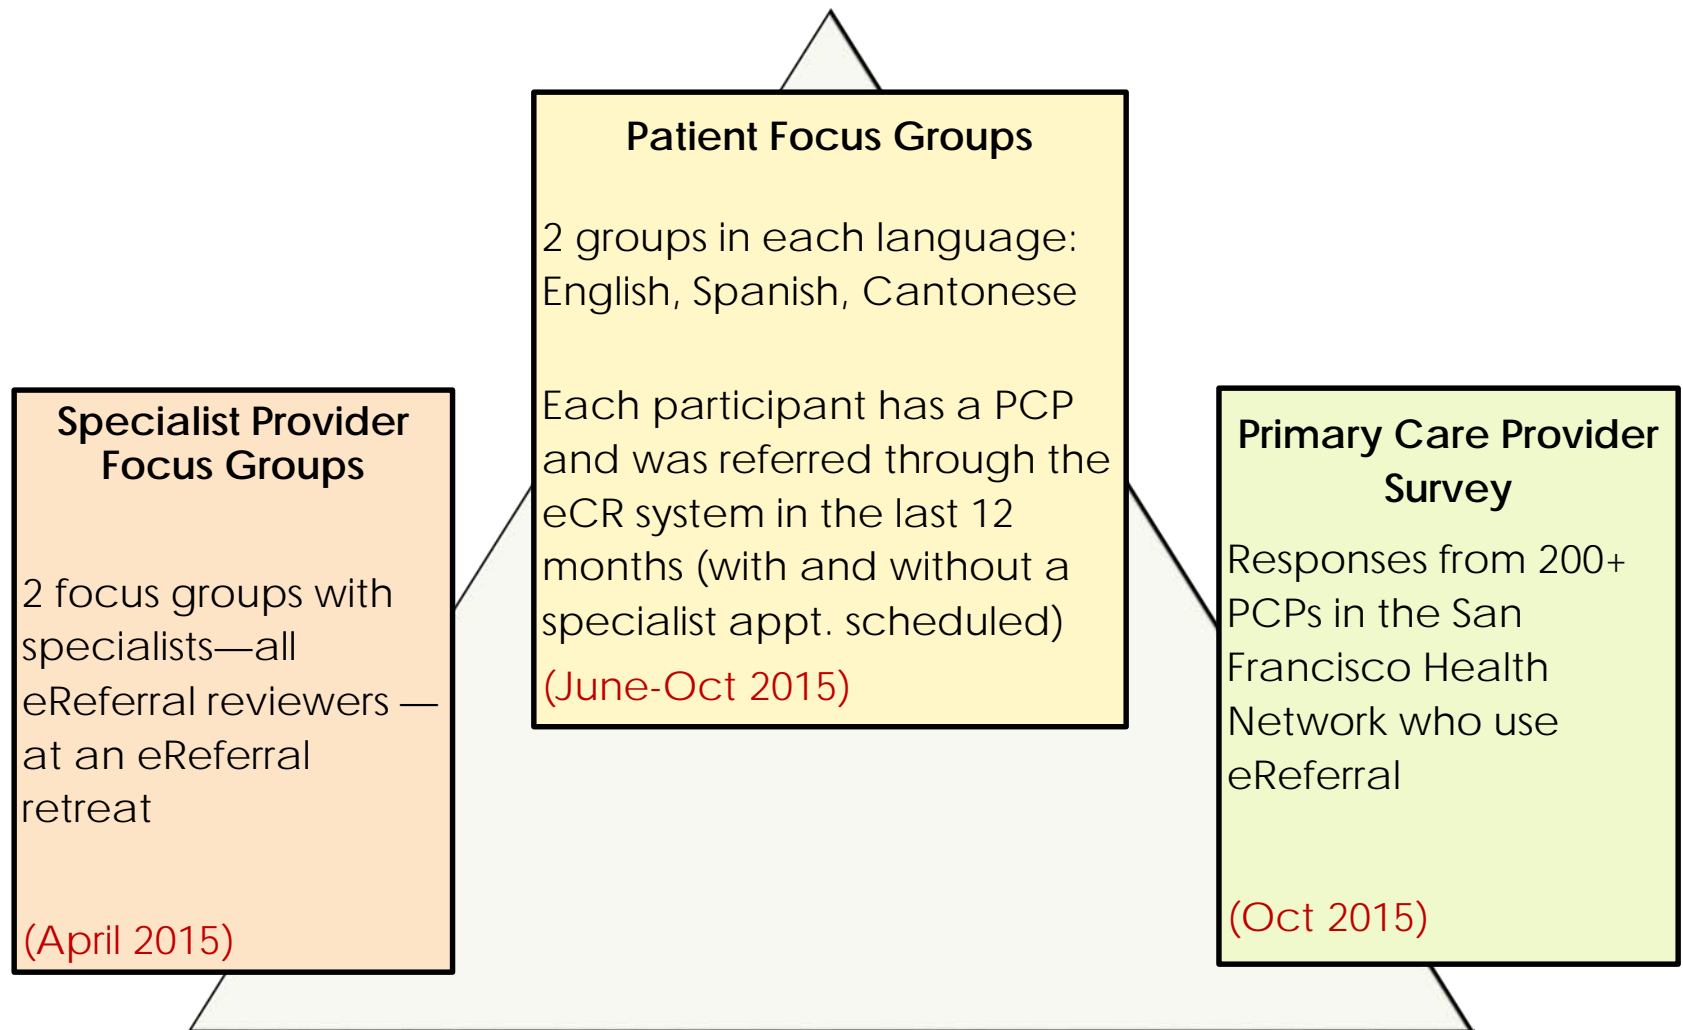 Patient Focus Groups
2 groups in each language:
English, Spanish, Cantonese
Each participant has a PCP
and was referred through the
eCR system in the last 12
months (with and without a
specialist appt. scheduled)
(June-Oct 2015)
Specialist Provider
Focus Groups
2 focus groups with
specialists—all
eReferral reviewers —
at an eReferral
retreat
(April 2015)
Primary Care Provider
Survey
Responses from 200+
PCPs in the San
Francisco Health
Network who use
eReferral
(Oct 2015)